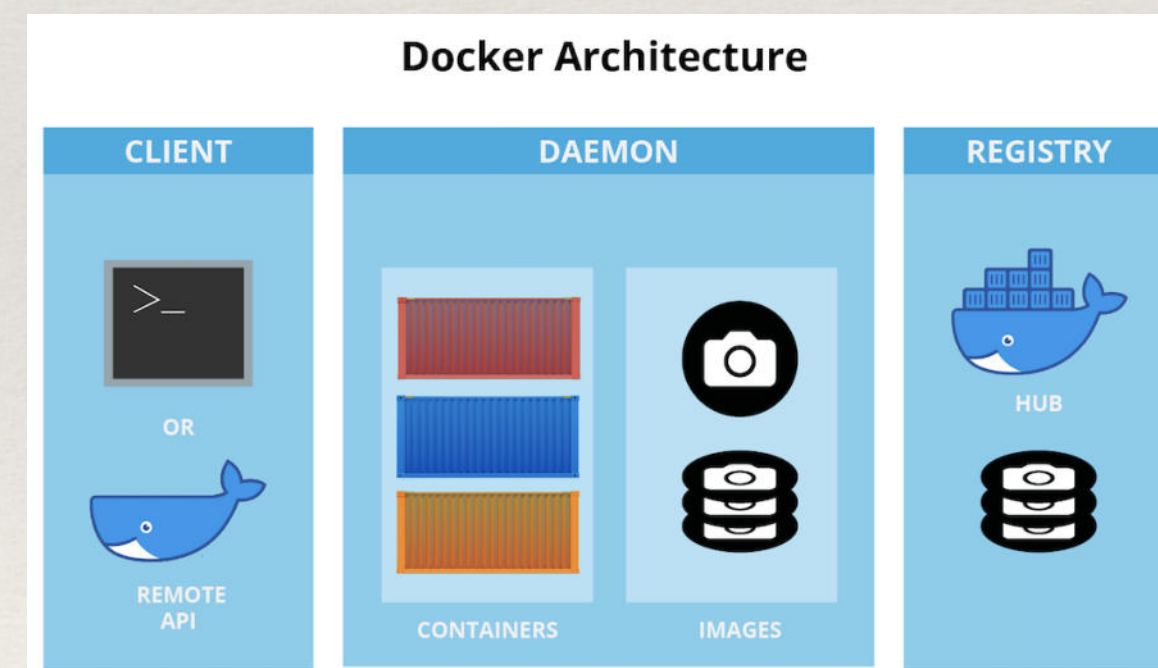 Docker Architecture
CLIENT
>_
OR
REMOTE
API
DAEMON
CONTAINERS
IMAGES
REGISTRY
HUB